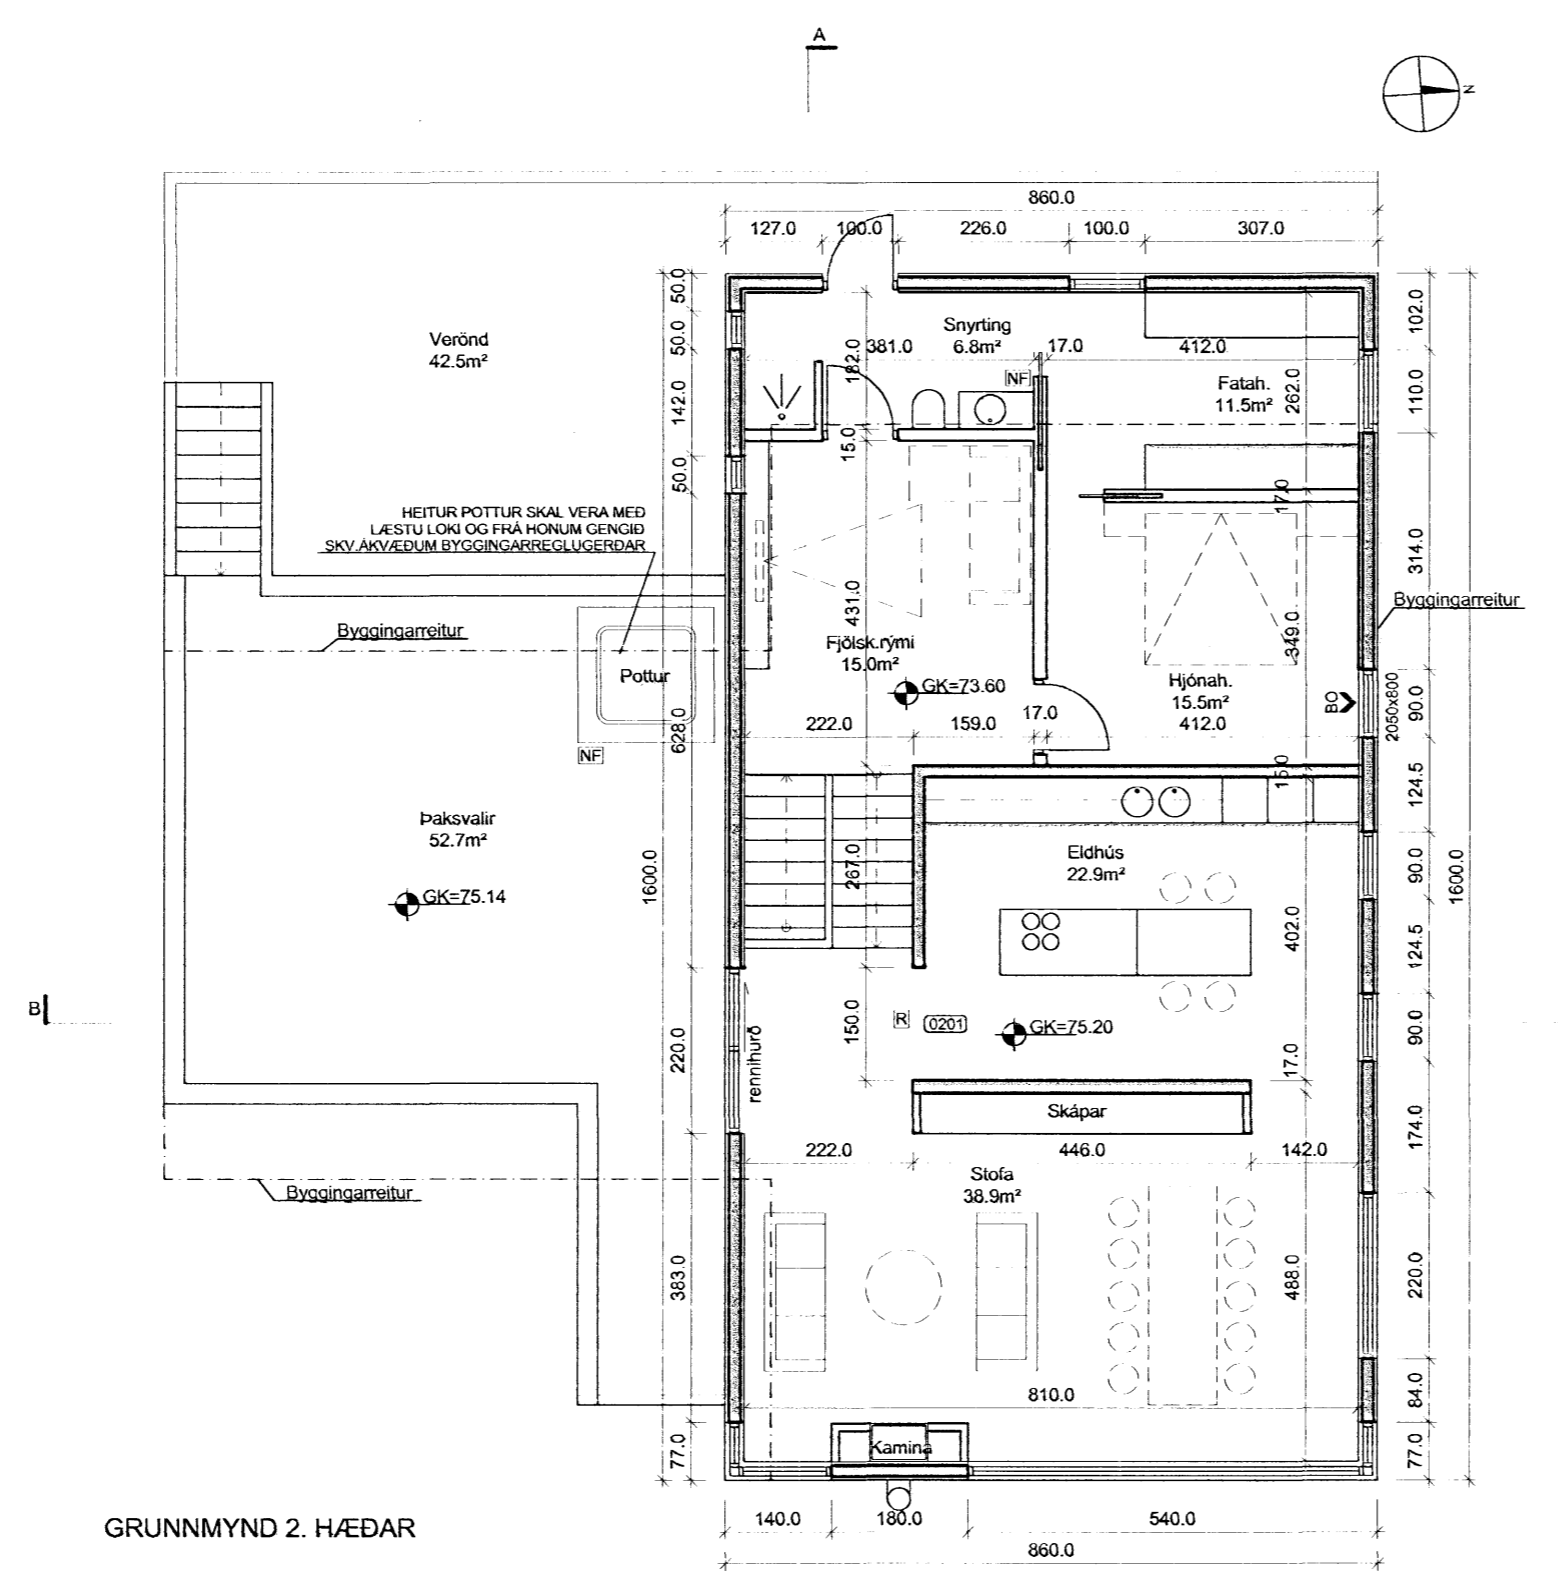 A
N
860.0
127.0
100.0
226.0
100.0
307.0
50.0
50.0
142.0
50.0
628.0
220.0
383.0
77.0
1600.0
Verönd
42.5m²
Snyrting
6.8m²
381.0
182.0
17.0
412.0
NF
Fatah.
11.5m²
262.0
102.0
110.0
15.0
17.0
314.0
HEITUR POTTUR SKAL VERA MEÐ
LÆSTU LOKI OG FRÁ HONUM GENGIÐ
SKV.ÁKVÆÐUM BYGGINGARREGLUGERÐAR
Byggingarreitur
Byggingarreitur
Pottur
NF
431.0
Fjölsk.rými
15.0m²
GK=73.60
222.0
159.0
17.0
349.0
Hjónah.
15.5m²
412.0
BO
2050x800
90.0
15.0
124.5
Þaksvalir
52.7m²
GK=75.14
267.0
Eldhús
22.9m²
90.0
1600.0
402.0
124.5
B
150.0
R
0201
GK=75.20
rennihurð
17.0
90.0
Skápar
174.0
222.0
446.0
142.0
Byggingarreitur
Stofa
38.9m²
488.0
220.0
810.0
84.0
Kamina
77.0
GRUNNMYND 2. HÆÐAR
140.0
180.0
540.0
860.0